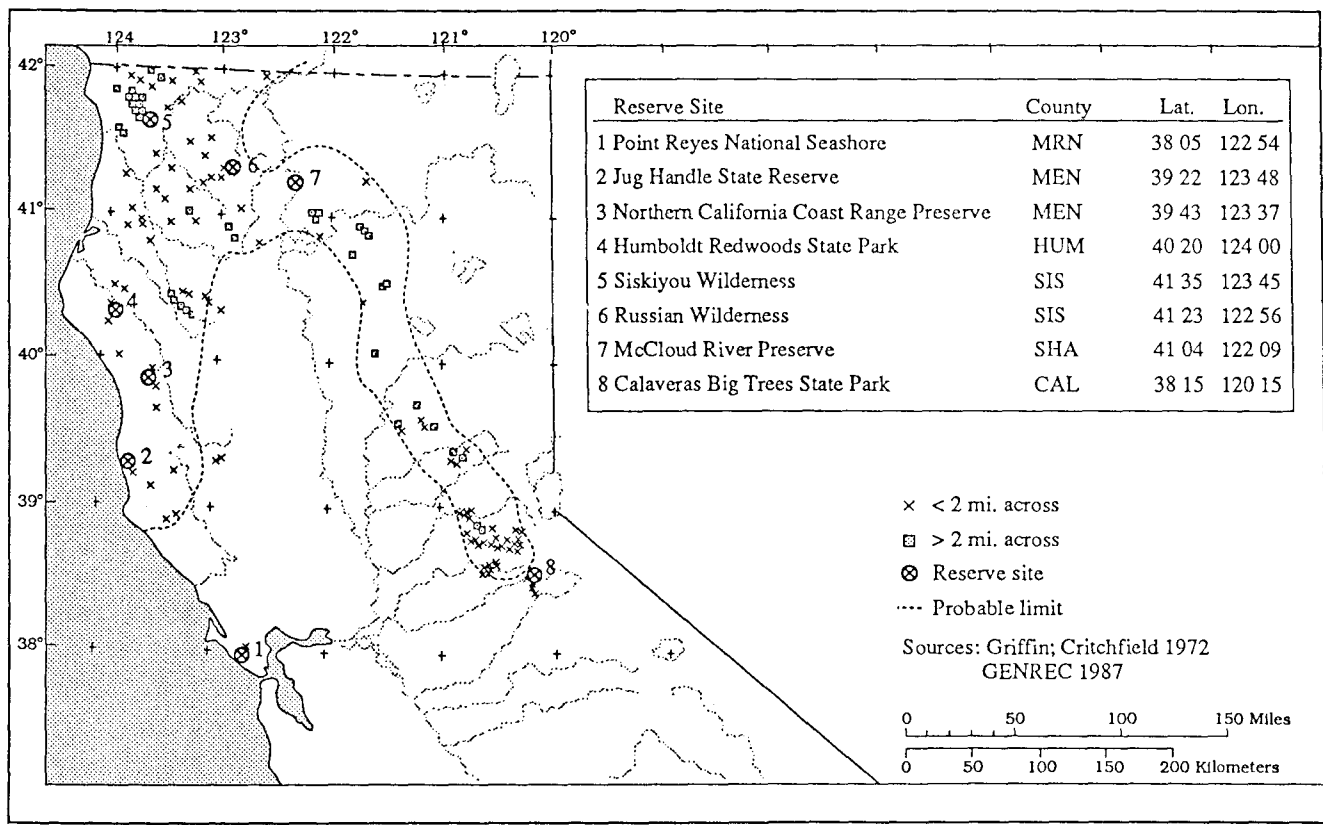 124 123° 122° 121° 120°
42°
41°
40°
39°
38°
5
6
7
4
3
2
8
1
Reserve Site County Lat. Lon.
1 Point Reyes National Seashore MRN 38 05 122 54
2 Jug Handle State Reserve MEN 39 22 123 48
3 Northern California Coast Range Preserve MEN 39 43 123 37
4 Humboldt Redwoods State Park HUM 40 20 124 00
5 Siskiyou Wilderness SIS 41 35 123 45
6 Russian Wilderness SIS 41 23 122 56
7 McCloud River Preserve SHA 41 04 122 09
8 Calaveras Big Trees State Park CAL 38 15 120 15
< 2 mi. across
> 2 mi. across
Reserve site
Probable limit
Sources: Griffin; Critchfield 1972
GENREC 1987
0 50 100 150 Miles
0 50 100 150 200 Kilometers